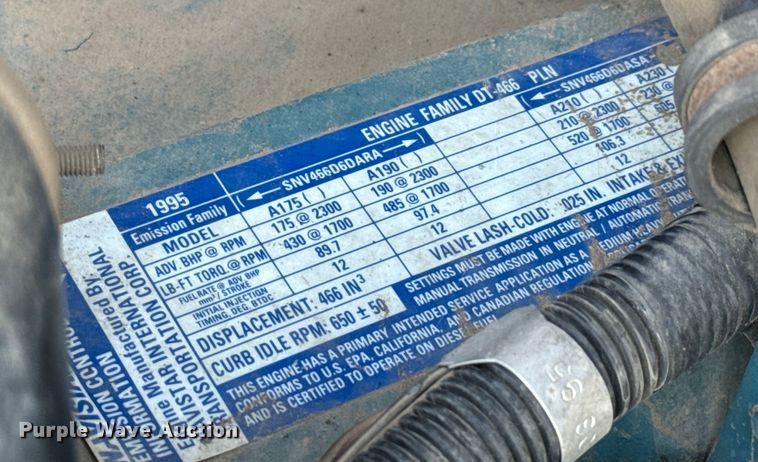 ENGINE FAMILY DT-466 PLN
1995
Emission Family SNV466D6DARA SNV466D6DASA
MODEL A175 ( ) A190 ( ) A210 ( ) A230
ADV. BHP @ RPM 175 @ 2300 190 @ 2300 210 @ 2300 230 @
LB-FT TORQ @ RPM 430 @ 1700 485 @ 1700 520 @ 1700 605
FUEL RATE @ ADV BHP mm³ / STROKE 89.7 97.4 106.3
INITIAL INJECTION TIMING, DEG. BTDC 12 12 12
DISPLACEMENT: 466 IN³ VALVE LASH-COLD: .025 IN. INTAKE &
CURB IDLE RPM: 650 ± 50
SETTINGS MUST BE MADE WITH ENGINE AT NORMAL
MANUAL TRANSMISSION IN NEUTRAL / AUTOMATIC
THIS ENGINE HAS A PRIMARY INTENDED SERVICE APPLICATION AS A MEDIUM
CONFORMS TO U.S. EPA, CALIFORNIA, AND CANADIAN REGULATIONS
AND IS CERTIFIED TO OPERATE ON DIESEL FUEL
manufactured by
NAVISTAR INTERNATIONAL
TRANSPORTATION CORP.
Purple Wave Auction